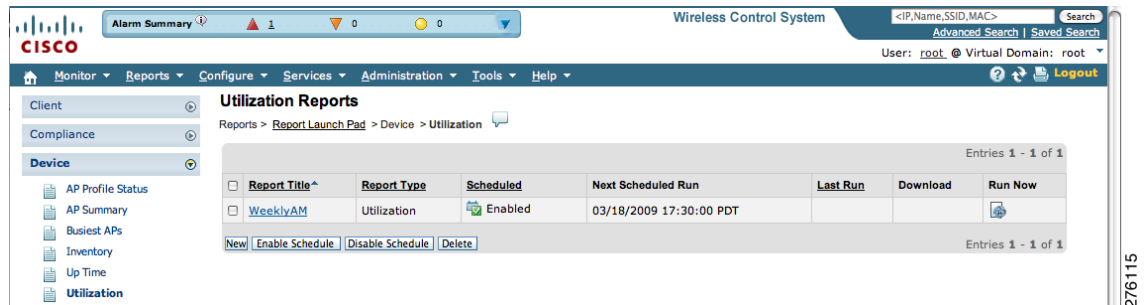 Alarm Summary 1 0 0
Wireless Control System
<IP,Name,SSID,MAC> Search
Advanced Search | Saved Search
CISCO
User: root @ Virtual Domain: root
Monitor Reports Configure Services Administration Tools Help Logout
Client
Compliance
Device
AP Profile Status
AP Summary
Busiest APs
Inventory
Up Time
Utilization
Utilization Reports
Reports > Report Launch Pad > Device > Utilization
Entries 1 - 1 of 1
Report Title Report Type Scheduled Next Scheduled Run Last Run Download Run Now
WeeklyAM Utilization Enabled 03/18/2009 17:30:00 PDT
New Enable Schedule Disable Schedule Delete
Entries 1 - 1 of 1
276115